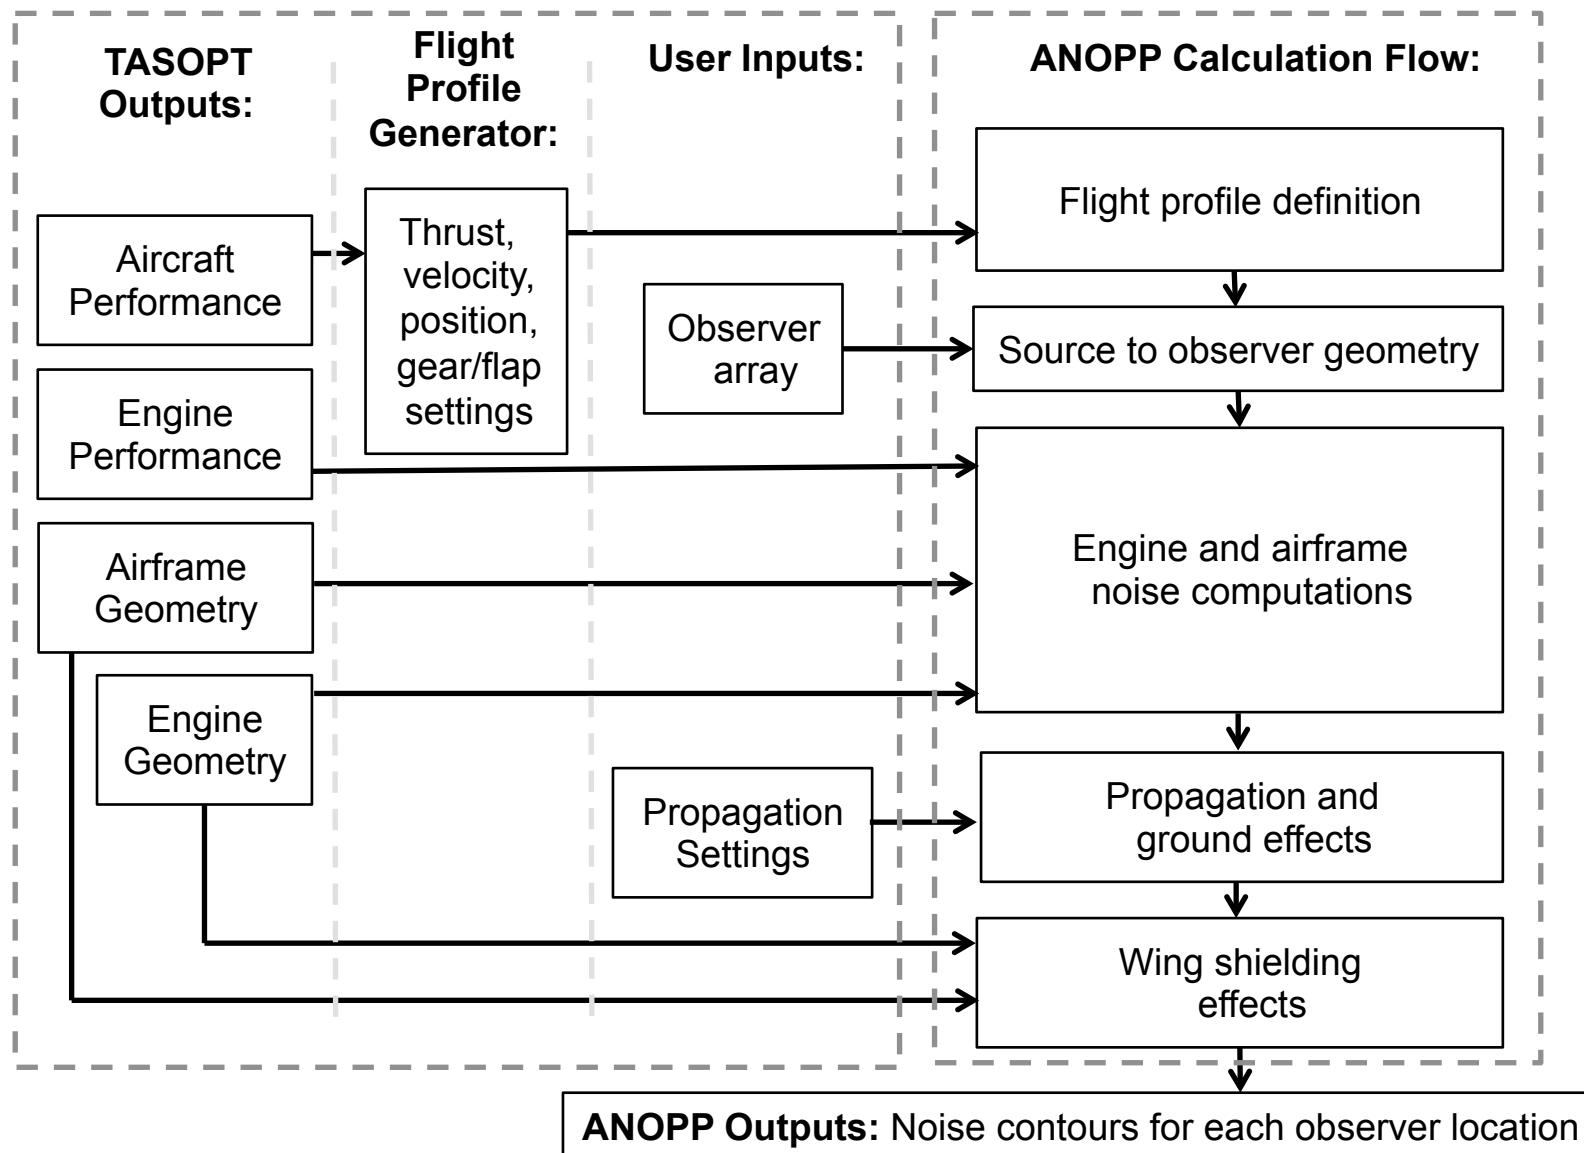 TASOPT
Outputs:
Flight
Profile
Generator:
User Inputs:
ANOPP Calculation Flow:
Aircraft
Performance
Engine
Performance
Airframe
Geometry
Engine
Geometry
Thrust,
velocity,
position,
gear/flap
settings
Observer
array
Propagation
Settings
Flight profile definition
Source to observer geometry
Engine and airframe
noise computations
Propagation and
ground effects
Wing shielding
effects
ANOPP Outputs: Noise contours for each observer location